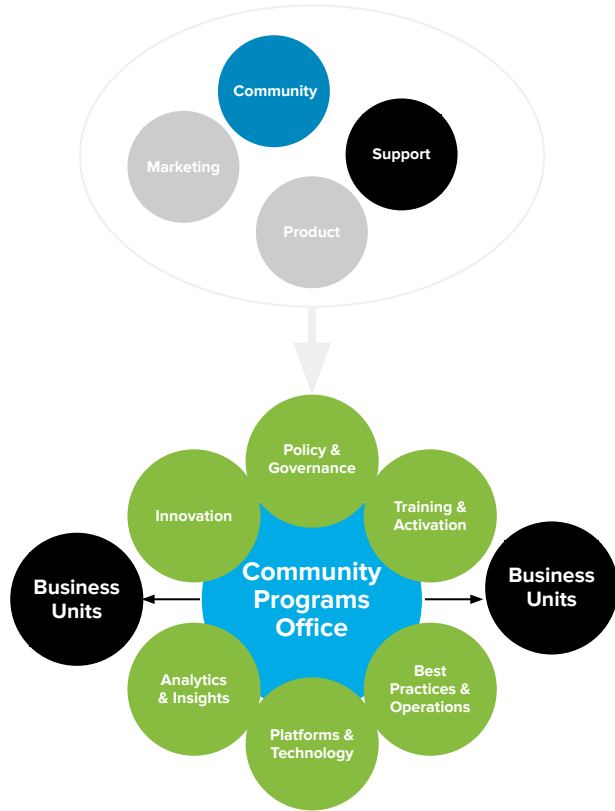 Community
Support
Marketing
Product
Policy &
Governance
Innovation
Training &
Activation
Business
Units
Community
Programs
Office
Business
Units
Analytics
& Insights
Best
Practices &
Operations
Platforms &
Technology